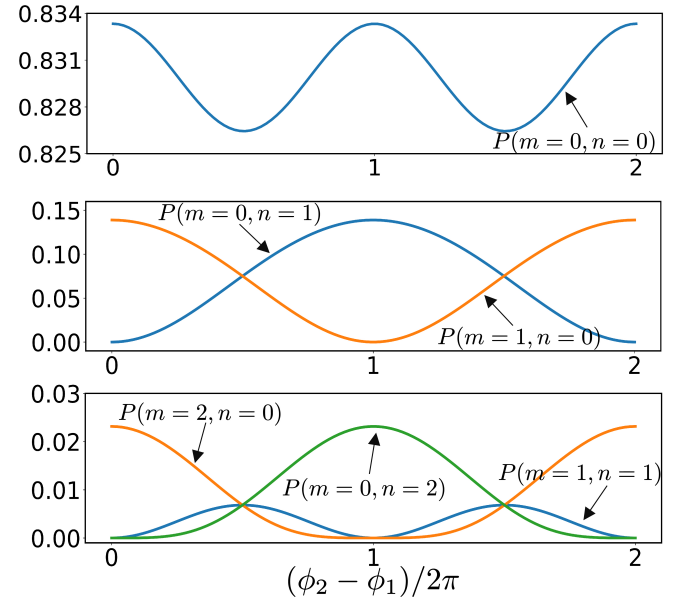 0.834
0.831
0.828
0.825
P(m = 0, n = 0)
0 1 2
0.15
0.10
0.05
0.00
P(m = 0, n = 1)
P(m = 1, n = 0)
0 1 2
0.03
0.02
0.01
0.00
P(m = 2, n = 0)
P(m = 0, n = 2)
P(m = 1, n = 1)
0 1 2
(ϕ₂ − ϕ₁)/2π